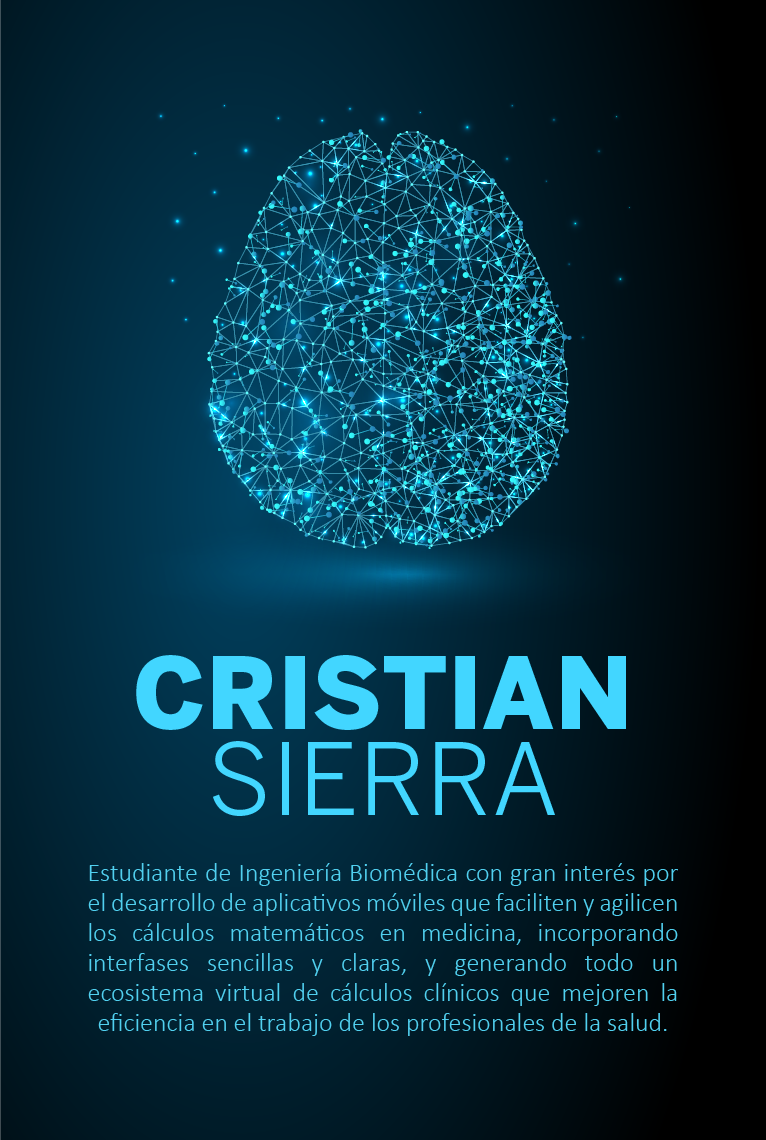 CRISTIAN
SIERRA
Estudiante de Ingeniería Biomédica con gran interés por
el desarrollo de aplicativos móviles que faciliten y agilicen
los cálculos matemáticos en medicina, incorporando
interfases sencillas y claras, y generando todo un
ecosistema virtual de cálculos clínicos que mejoren la
eficiencia en el trabajo de los profesionales de la salud.